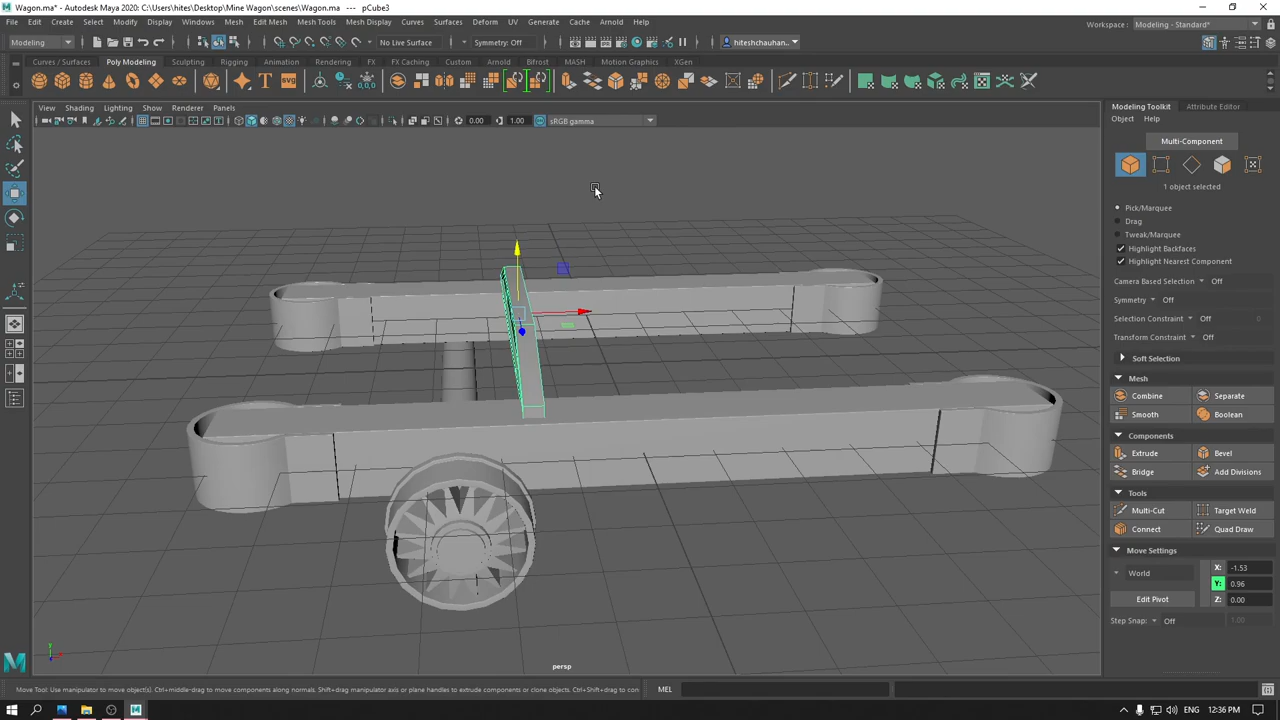 Wagon.ma* - Autodesk Maya 2020: C:\Users\hites\Desktop\Mine Wagon\scenes\Wagon.ma   ---   pCube3
File Edit Create Select Modify Display Windows Mesh Edit Mesh Mesh Tools Mesh Display Curves Surfaces Deform UV Generate Cache Arnold Help
Workspace : Modeling - Standard*
Modeling No Live Surface Symmetry: Off hiteshchauhan...
Curves / Surfaces Poly Modeling Sculpting Rigging Animation Rendering FX FX Caching Custom Arnold Bifrost MASH Motion Graphics XGen
View Shading Lighting Show Renderer Panels
0.00 1.00 sRGB gamma
Modeling Toolkit Attribute Editor
Object Help
Multi-Component
1 object selected
Pick/Marquee
Drag
Tweak/Marquee
Highlight Backfaces
Highlight Nearest Component
Camera Based Selection Off
Symmetry Off
Selection Constraint Off 0
Transform Constraint Off
Soft Selection
Mesh
Combine Separate
Smooth Boolean
Components
Extrude Bevel
Bridge Add Divisions
Tools
Multi-Cut Target Weld
Connect Quad Draw
Move Settings
World X: -1.53
Y: 0.96
Edit Pivot Z: 0.00
Step Snap: Off 1.00
persp
Move Tool: Use manipulator to move object(s). Ctrl+middle-drag to move components along normals. Shift+drag manipulator axis or plane handles to extrude components or clone objects. Ctrl+Shift+drag to con
MEL
ENG 12:36 PM